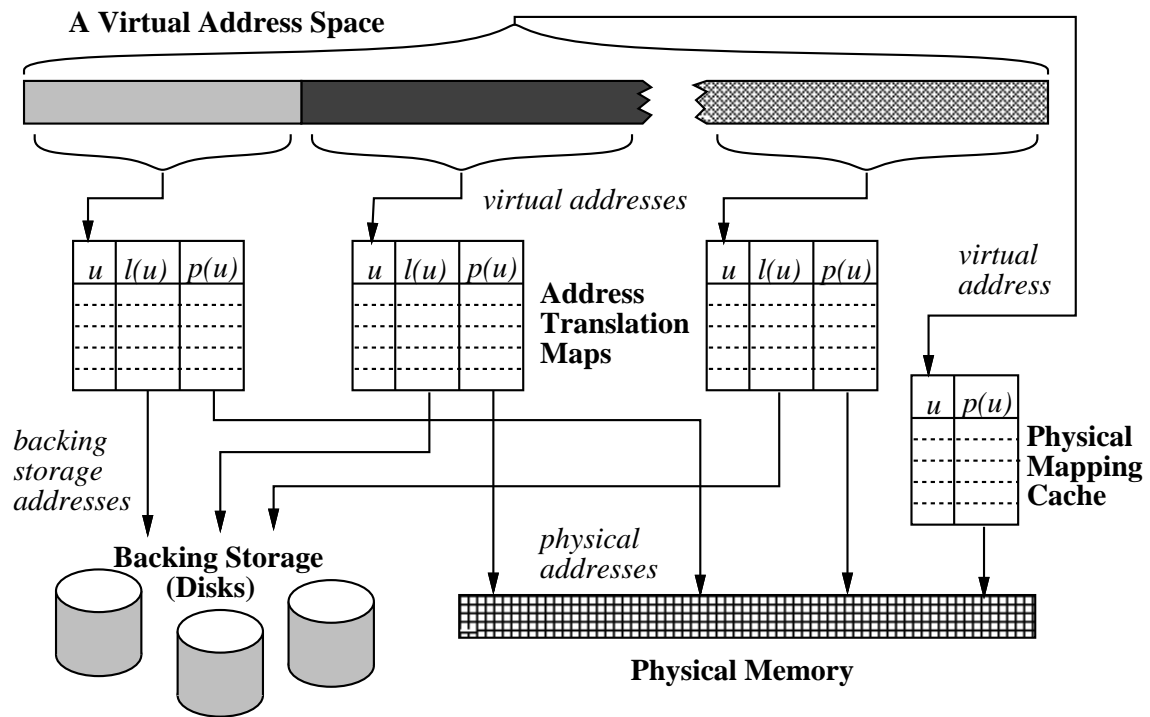 A Virtual Address Space
virtual addresses
u l(u) p(u)
u l(u) p(u)
u l(u) p(u)
virtual
address
Address
Translation
Maps
u p(u)
Physical
Mapping
Cache
backing
storage
addresses
physical
addresses
Backing Storage
(Disks)
Physical Memory